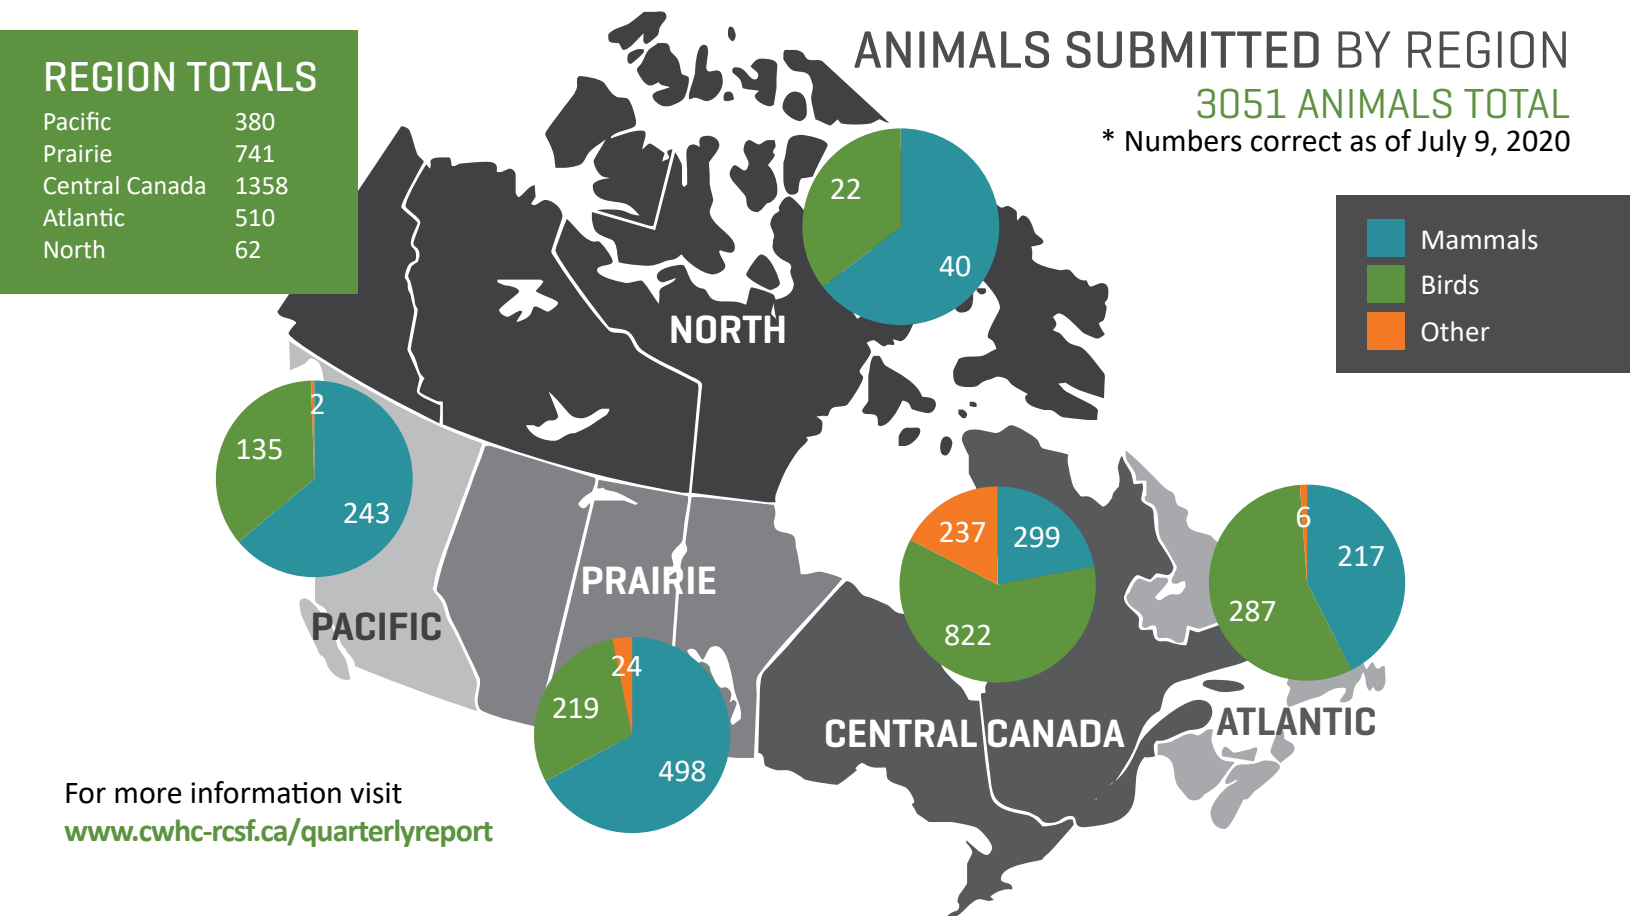 REGION TOTALS
Pacific 380
Prairie 741
Central Canada 1358
Atlantic 510
North 62
ANIMALS SUBMITTED BY REGION
3051 ANIMALS TOTAL
* Numbers correct as of July 9, 2020
Mammals
Birds
Other
22
40
NORTH
2
135
243
PACIFIC
PRAIRIE
24
219
498
237
299
822
CENTRAL CANADA
6
217
287
ATLANTIC
For more information visit
www.cwhc-rcsf.ca/quarterlyreport